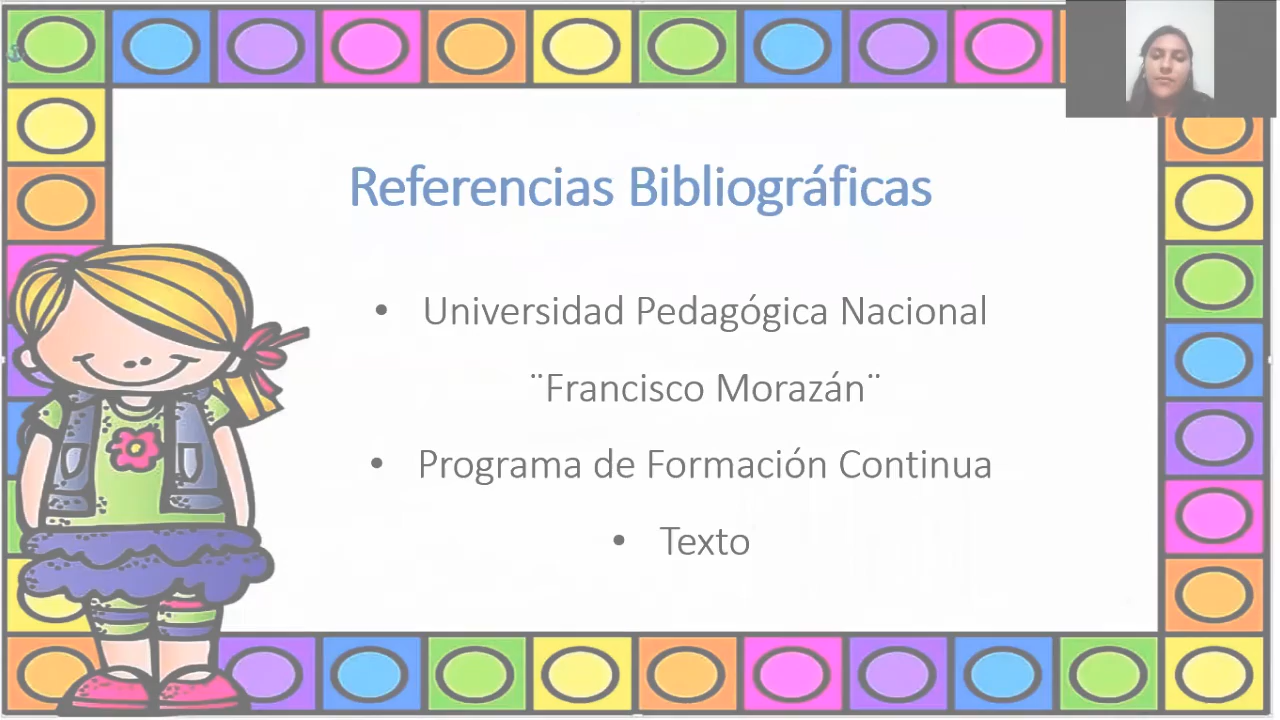 Referencias Bibliográficas
• Universidad Pedagógica Nacional
¨Francisco Morazán¨
• Programa de Formación Continua
• Texto